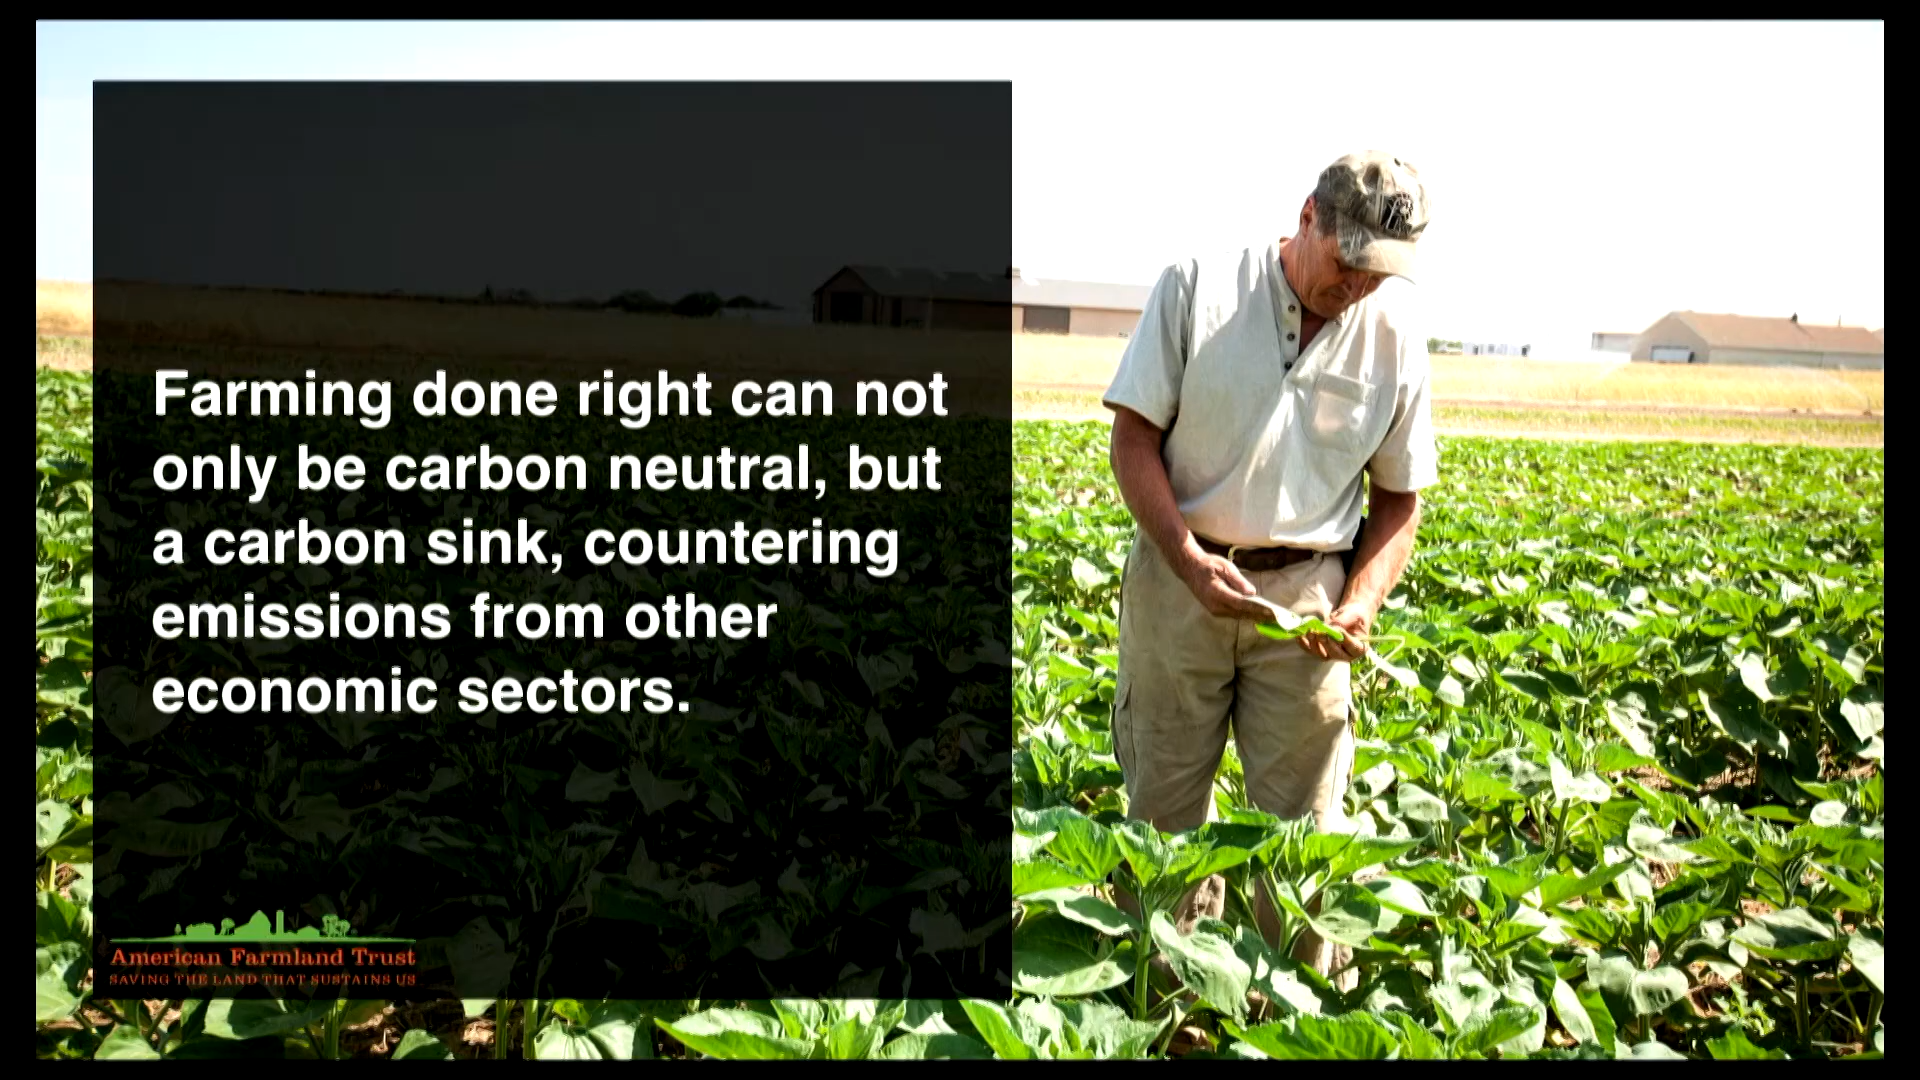 Farming done right can not
only be carbon neutral, but
a carbon sink, countering
emissions from other
economic sectors.
American Farmland Trust
SAVING THE LAND THAT SUSTAINS US